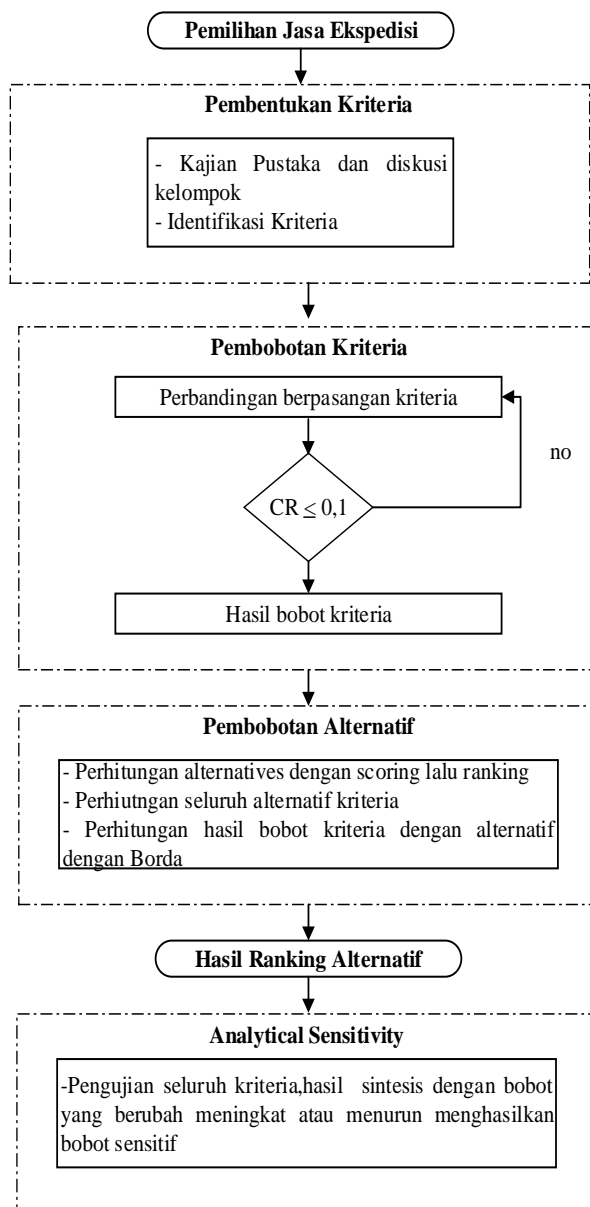 Pemilihan Jasa Ekspedisi
Pembentukan Kriteria
- Kajian Pustaka dan diskusi
kelompok
- Identifikasi Kriteria
Pembobotan Kriteria
Perbandingan berpasangan kriteria
no
CR ≤ 0,1
Hasil bobot kriteria
Pembobotan Alternatif
- Perhitungan alternatives dengan scoring lalu ranking
- Perhiutngan seluruh alternatif kriteria
- Perhitungan hasil bobot kriteria dengan alternatif
dengan Borda
Hasil Ranking Alternatif
Analytical Sensitivity
-Pengujian seluruh kriteria,hasil sintesis dengan bobot
yang berubah meningkat atau menurun menghasilkan
bobot sensitif